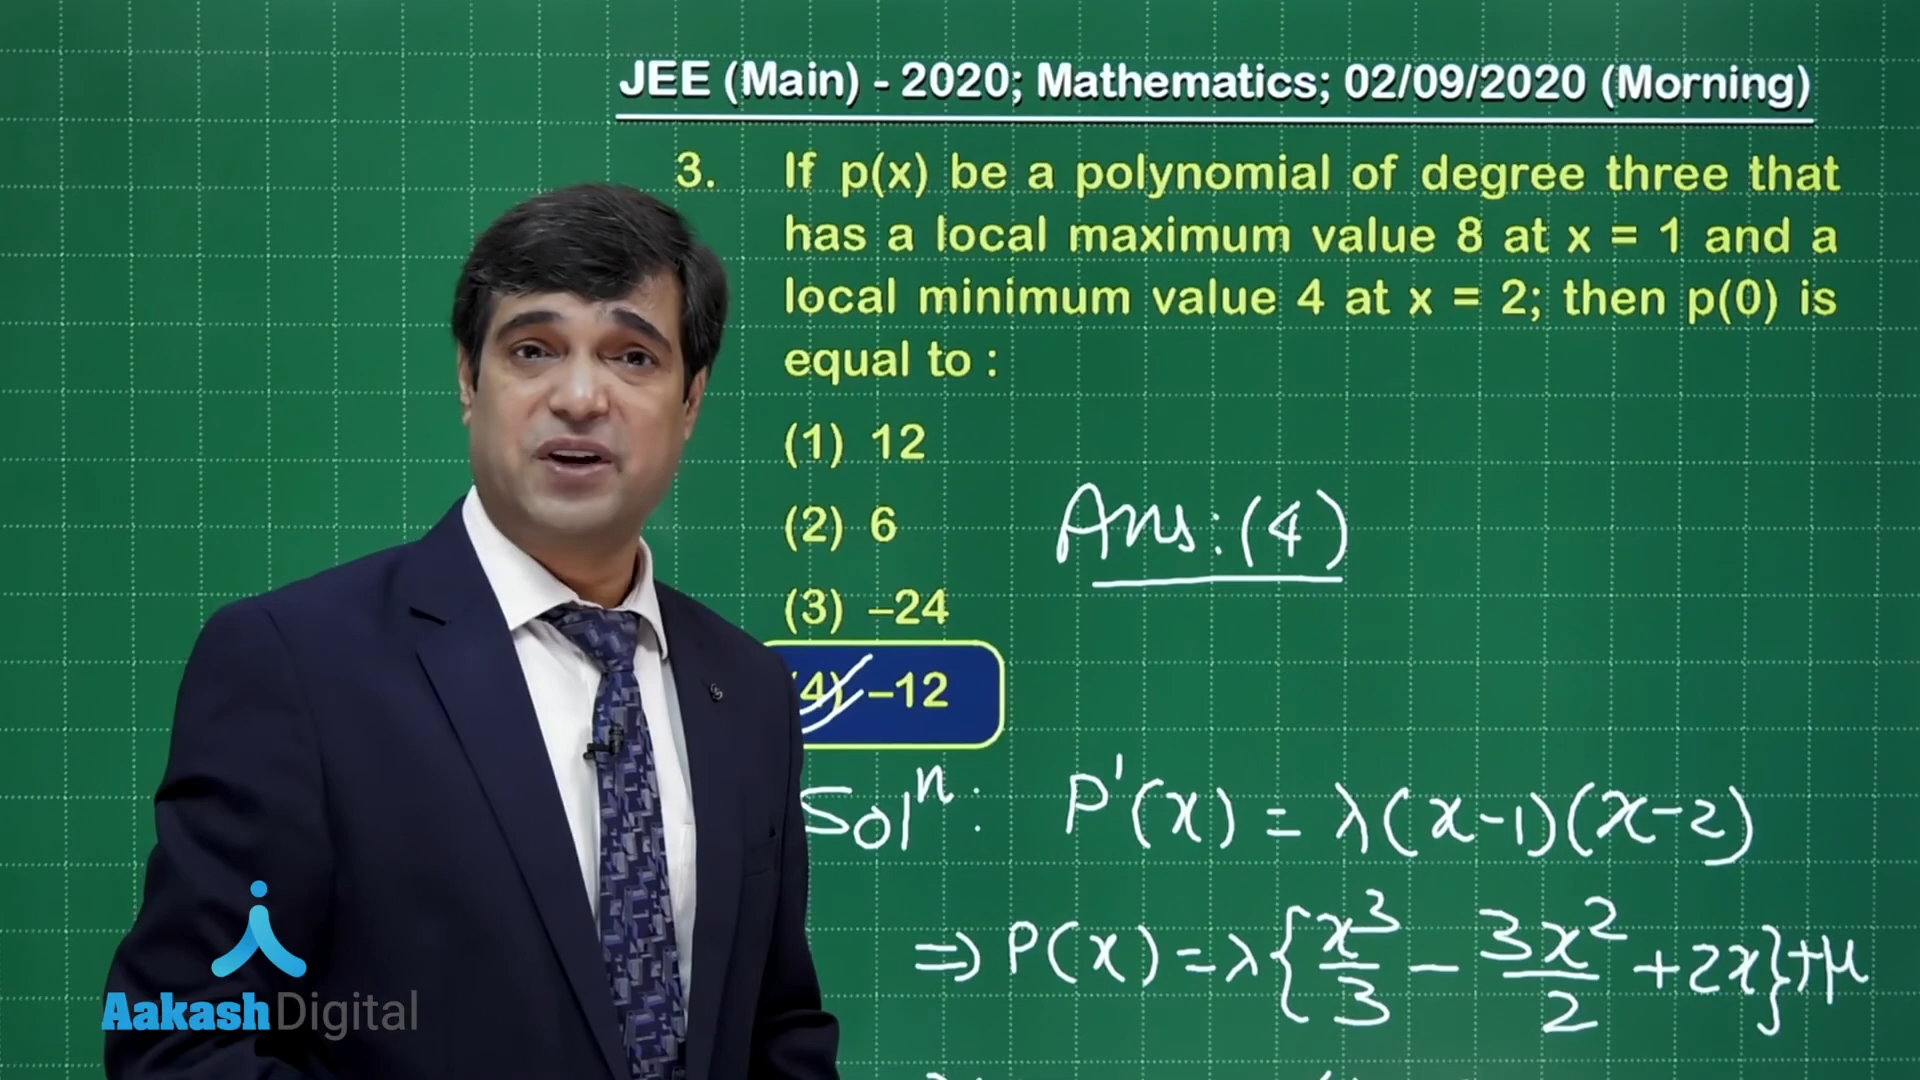 JEE (Main) - 2020; Mathematics; 02/09/2020 (Morning)
3. If p(x) be a polynomial of degree three that
has a local maximum value 8 at x = 1 and a
local minimum value 4 at x = 2; then p(0) is
equal to :
(1) 12
(2) 6
(3) –24
(4) –12
Ans: (4)
Solⁿ: P'(x) = λ(x-1)(x-2)
⇒ P(x) = λ{x³/3 - 3x²/2 + 2x} + μ
Aakash Digital